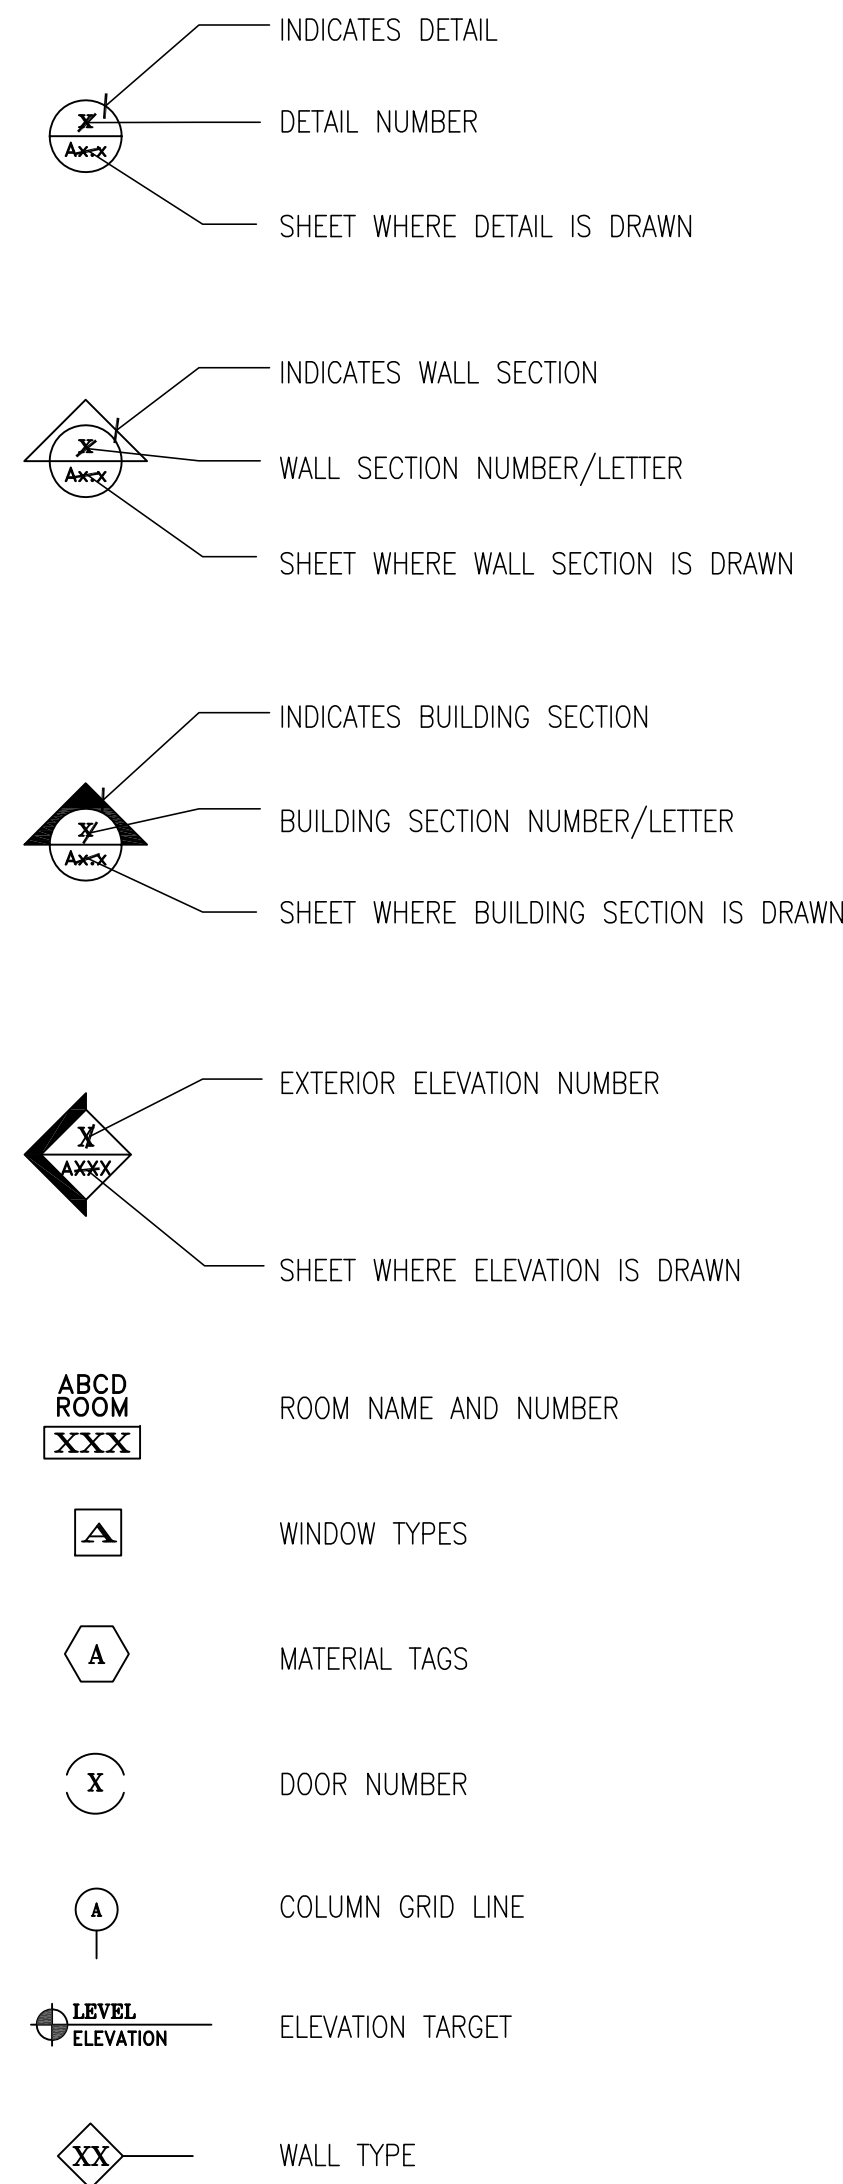 INDICATES DETAIL
X
DETAIL NUMBER
Ax.x
SHEET WHERE DETAIL IS DRAWN
INDICATES WALL SECTION
X
WALL SECTION NUMBER/LETTER
Ax.x
SHEET WHERE WALL SECTION IS DRAWN
INDICATES BUILDING SECTION
X
BUILDING SECTION NUMBER/LETTER
Ax.x
SHEET WHERE BUILDING SECTION IS DRAWN
EXTERIOR ELEVATION NUMBER
X
AXXX
SHEET WHERE ELEVATION IS DRAWN
ABCD
ROOM
ROOM NAME AND NUMBER
XXX
A
WINDOW TYPES
A
MATERIAL TAGS
X
DOOR NUMBER
A
COLUMN GRID LINE
LEVEL
ELEVATION
ELEVATION TARGET
XX
WALL TYPE